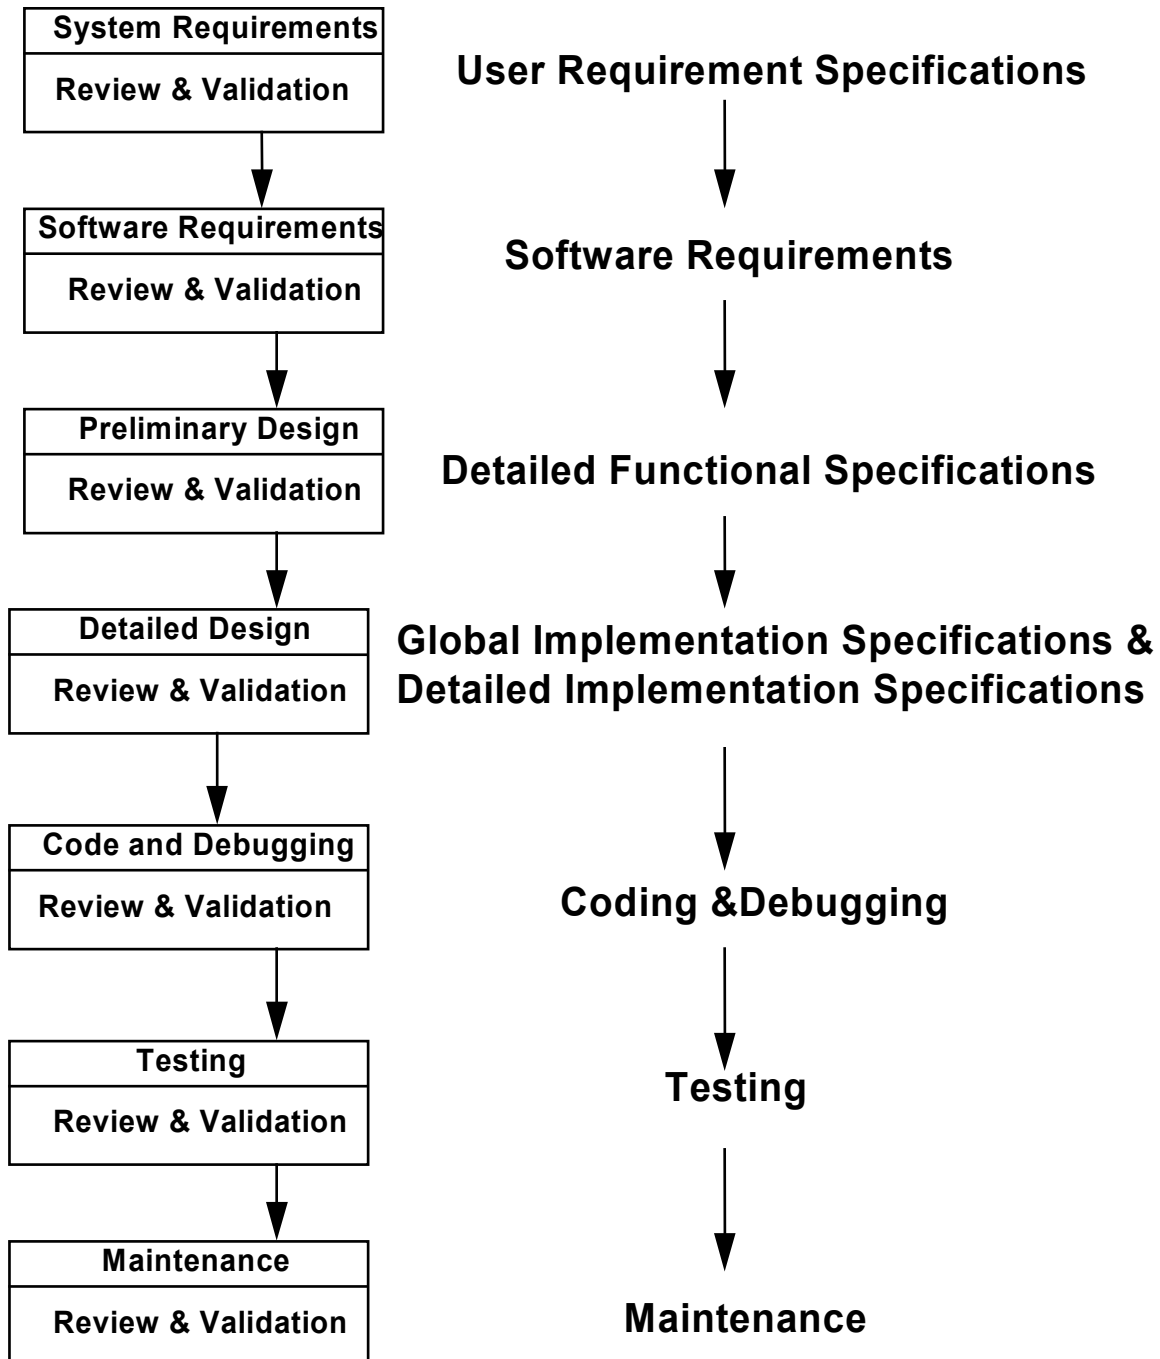 System Requirements
Review & Validation
User Requirement Specifications
Software Requirements
Review & Validation
Software Requirements
Preliminary Design
Review & Validation
Detailed Functional Specifications
Detailed Design
Review & Validation
Global Implementation Specifications &
Detailed Implementation Specifications
Code and Debugging
Review & Validation
Coding &Debugging
Testing
Review & Validation
Testing
Maintenance
Review & Validation
Maintenance